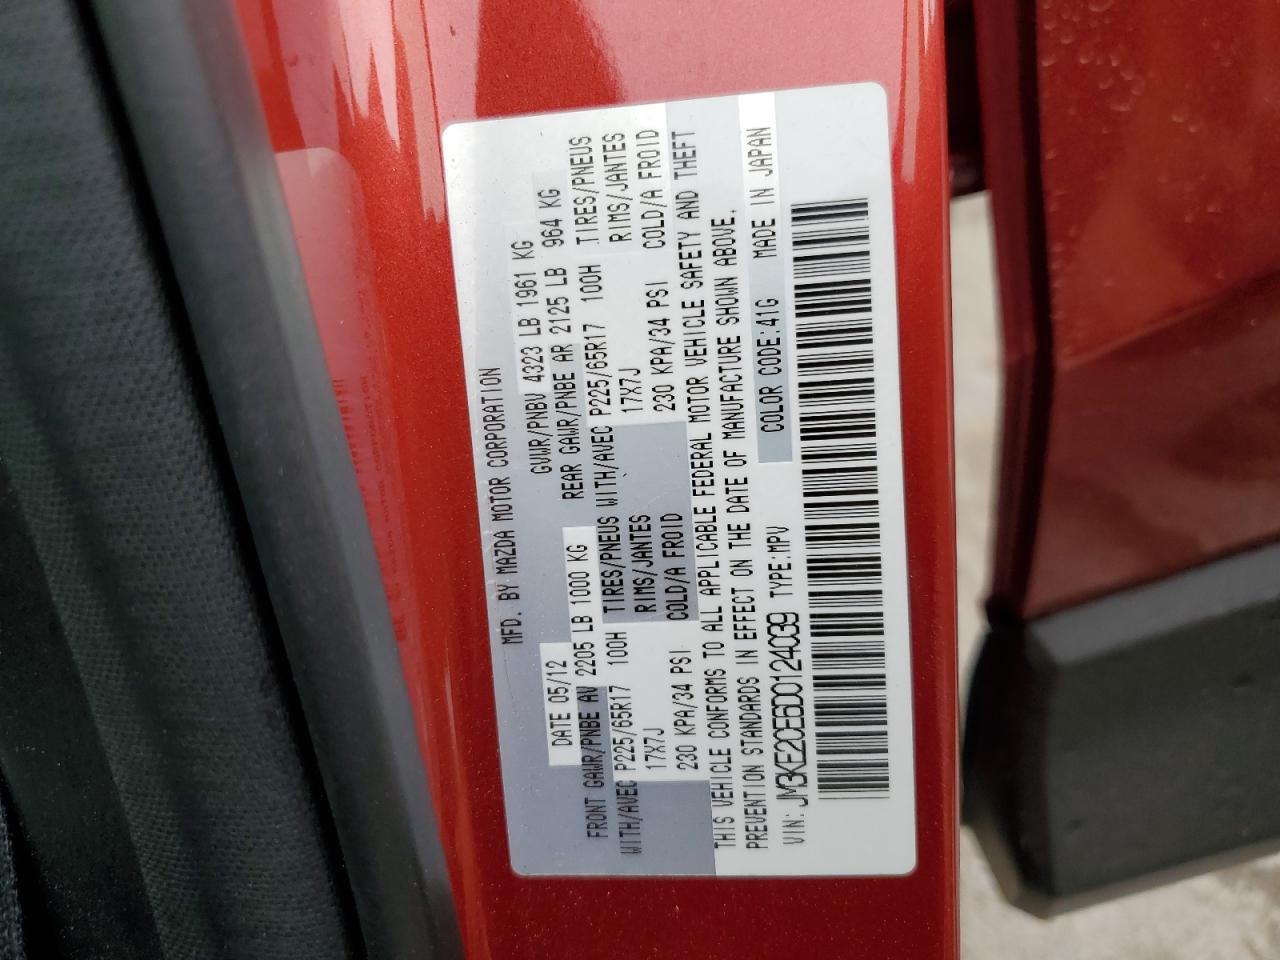 MFD. BY MAZDA MOTOR CORPORATION
DATE 05/12 GVWR/PNBV 4323 LB 1961 KG
FRONT GAWR/PNBE AV 2205 LB 1000 KG REAR GAWR/PNBE AR 2125 LB 964 KG
WITH/AVEC P225/65R17 100H TIRES/PNEUS WITH/AVEC P225/65R17 100H TIRES/PNEUS
17X7J RIMS/JANTES 17X7J RIMS/JANTES
230 KPA/34 PSI COLD/A FROID 230 KPA/34 PSI COLD/A FROID
THIS VEHICLE CONFORMS TO ALL APPLICABLE FEDERAL MOTOR VEHICLE SAFETY AND THEFT
PREVENTION STANDARDS IN EFFECT ON THE DATE OF MANUFACTURE SHOWN ABOVE.
VIN: JM3KE2CE6D0124039 TYPE:MPV COLOR CODE:41G MADE IN JAPAN